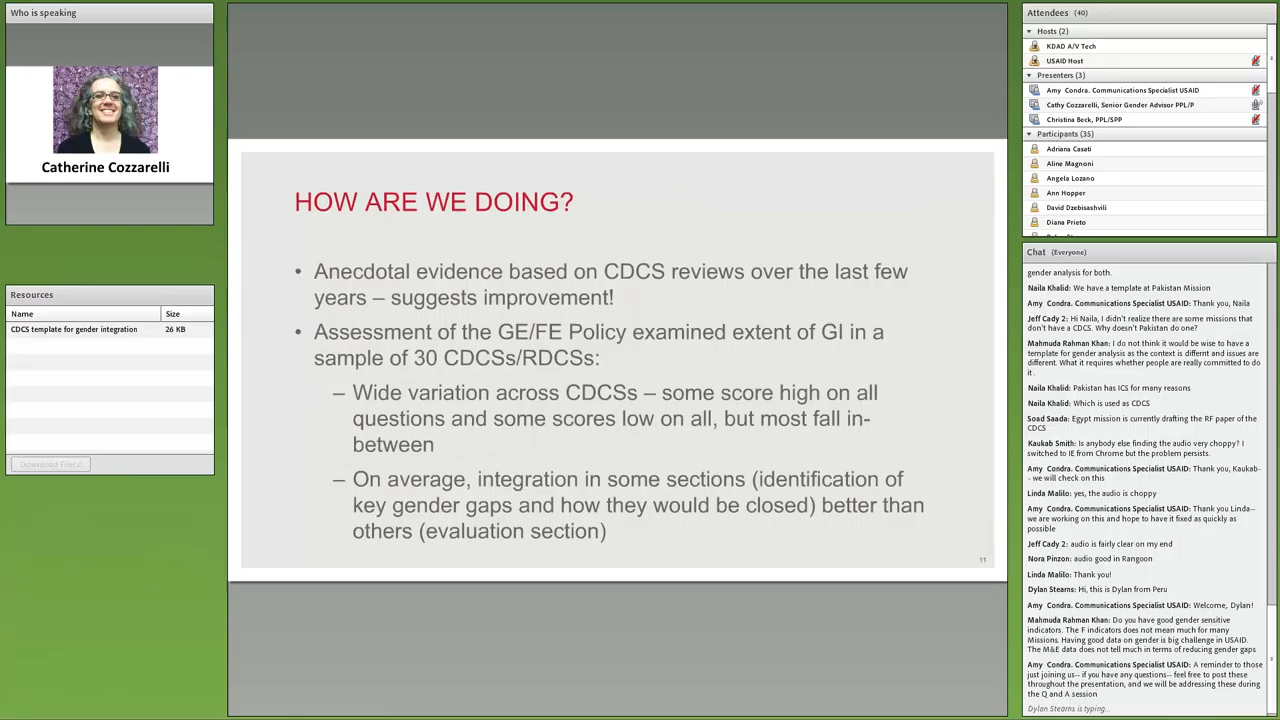 Who is speaking
Catherine Cozzarelli
Resources
Name Size
CDCS template for gender integration 26 KB
Download File(s)
HOW ARE WE DOING?
• Anecdotal evidence based on CDCS reviews over the last few
years – suggests improvement!
• Assessment of the GE/FE Policy examined extent of GI in a
sample of 30 CDCSs/RDCSs:
– Wide variation across CDCSs – some score high on all
questions and some scores low on all, but most fall in-
between
– On average, integration in some sections (identification of
key gender gaps and how they would be closed) better than
others (evaluation section)
11
Attendees (40)
Hosts (2)
KDAD A/V Tech
USAID Host
Presenters (3)
Amy Condra. Communications Specialist USAID
Cathy Cozzarelli, Senior Gender Advisor PPL/P
Christina Beck, PPL/SPP
Participants (35)
Adriana Casati
Aline Magnoni
Angela Lozano
Ann Hopper
David Dzebisashvili
Diana Prieto
Chat (Everyone)
gender analysis for both.
Naila Khalid: We have a template at Pakistan Mission
Amy Condra. Communications Specialist USAID: Thank you, Naila
Jeff Cady 2: Hi Naila, I didn't realize there are some missions that
don't have a CDCS. Why doesn't Pakistan do one?
Mahmuda Rahman Khan: I do not think it would be wise to have a
template for gender analysis as the context is differnt and issues are
different. What it requires whether people are really committed to do
it .
Naila Khalid: Pakistan has ICS for many reasons
Naila Khalid: Which is used as CDCS
Soad Saada: Egypt mission is currently drafting the RF paper of the
CDCS
Kaukab Smith: Is anybody else finding the audio very choppy? I
switched to IE from Chrome but the problem persists.
Amy Condra. Communications Specialist USAID: Thank you, Kaukab-
- we will check on this
Linda Malilo: yes, the audio is choppy
Amy Condra. Communications Specialist USAID: Thank you Linda--
we are working on this and hope to have it fixed as quickly as
possible
Jeff Cady 2: audio is fairly clear on my end
Nora Pinzon: audio good in Rangoon
Linda Malilo: Thank you!
Dylan Stearns: Hi, this is Dylan from Peru
Amy Condra. Communications Specialist USAID: Welcome, Dylan!
Mahmuda Rahman Khan: Do you have good gender sensitive
indicators. The F indicators does not mean much for many
Missions. Having good data on gender is big challenge in USAID.
The M&E data does not tell much in terms of reducing gender gaps
Amy Condra. Communications Specialist USAID: A reminder to those
just joining us-- if you have any questions-- feel free to post these
throughout the presentation, and we will be addressing these during
the Q and A session
Dylan Stearns is typing...